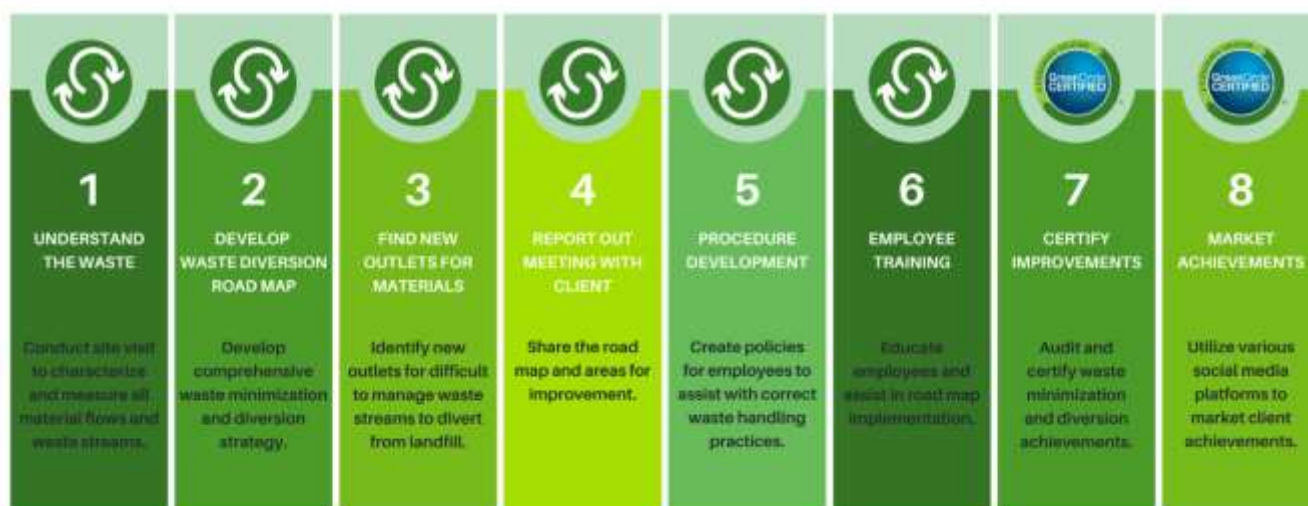 1
UNDERSTAND
THE WASTE
Conduct site visit
to characterize
and measure all
material flows and
waste streams.
2
DEVELOP
WASTE DIVERSION
ROAD MAP
Develop
comprehensive
waste minimization
and diversion
strategy.
3
FIND NEW
OUTLETS FOR
MATERIALS
Identify new
outlets for difficult
to manage waste
streams to divert
from landfill.
4
REPORT OUT
MEETING WITH
CLIENT
Share the road
map and areas for
improvement.
5
PROCEDURE
DEVELOPMENT
Create policies
for employees to
assist with correct
waste handling
practices.
6
EMPLOYEE
TRAINING
Educate
employees and
assist in road map
implementation.
GreenCircle
CERTIFIED
7
CERTIFY
IMPROVEMENTS
Audit and
certify waste
minimization
and diversion
achievements.
GreenCircle
CERTIFIED
8
MARKET
ACHIEVEMENTS
Utilize various
social media
platforms to
market client
achievements.